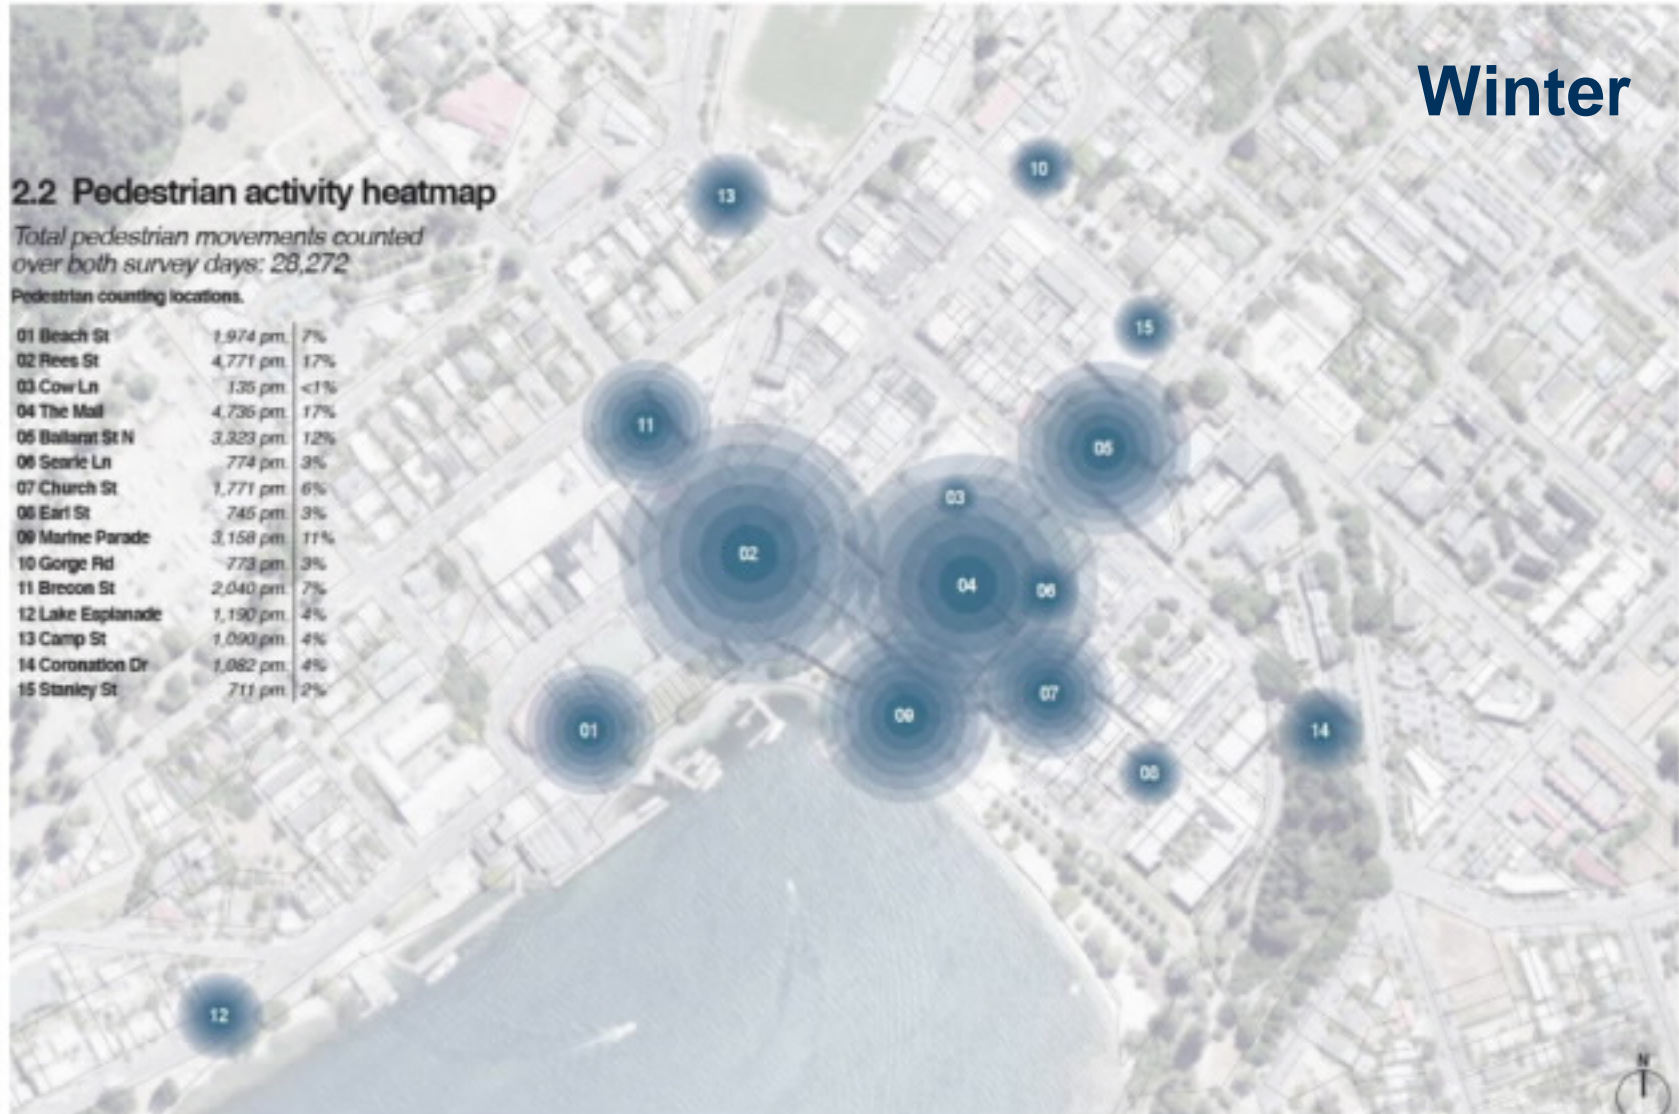 Winter
2.2 Pedestrian activity heatmap
Total pedestrian movements counted
over both survey days: 28,272
Pedestrian counting locations.
01 Beach St 1,974 pm. 7%
02 Rees St 4,771 pm. 17%
03 Cow Ln 135 pm. <1%
04 The Mall 4,735 pm. 17%
05 Ballarat St N 3,323 pm. 12%
06 Searle Ln 774 pm. 3%
07 Church St 1,771 pm. 6%
08 Earl St 745 pm. 3%
09 Marine Parade 3,158 pm. 11%
10 Gorge Rd 773 pm. 3%
11 Brecon St 2,040 pm. 7%
12 Lake Esplanade 1,190 pm. 4%
13 Camp St 1,090 pm. 4%
14 Coronation Dr 1,082 pm. 4%
15 Stanley St 711 pm. 2%
10
13
15
11
05
03
02
04
06
07
09
01
14
08
12
N